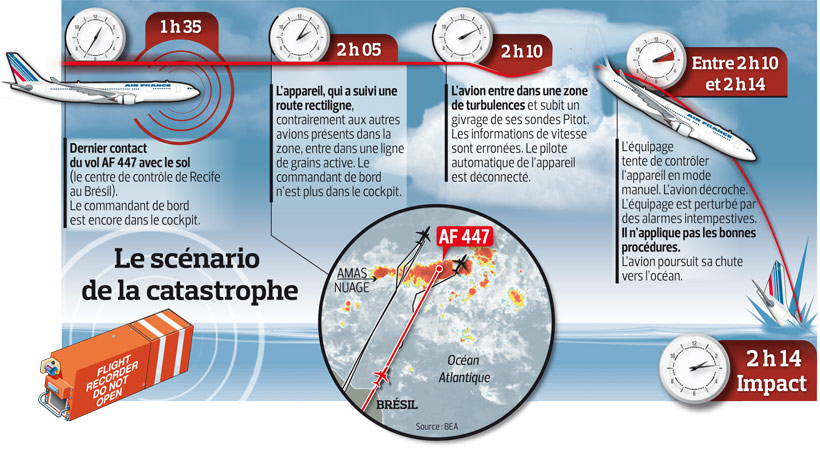 1 h 35
AIR FRANCE
Dernier contact
du vol AF 447 avec le sol
(le centre de contrôle de Recife
au Brésil).
Le commandant de bord
est encore dans le cockpit.
2 h 05
L'appareil, qui a suivi une
route rectiligne,
contrairement aux autres
avions présents dans la
zone, entre dans une ligne
de grains active. Le
commandant de bord
n'est plus dans le cockpit.
2 h 10
L'avion entre dans une zone
de turbulences et subit un
givrage de ses sondes Pitot.
Les informations de vitesse
sont erronées. Le pilote
automatique de l'appareil
est déconnecté.
Entre 2 h 10
et 2 h 14
AIR FRANCE
L'équipage
tente de contrôler
l'appareil en mode
manuel. L'avion décroche.
L'équipage est perturbé par
des alarmes intempestives.
Il n'applique pas les bonnes
procédures.
L'avion poursuit sa chute
vers l'océan.
Le scénario
de la catastrophe
FLIGHT
RECORDER
DO NOT
OPEN
AF 447
AMAS
NUAGE
Océan
Atlantique
BRÉSIL
Source : BEA
2 h 14
Impact